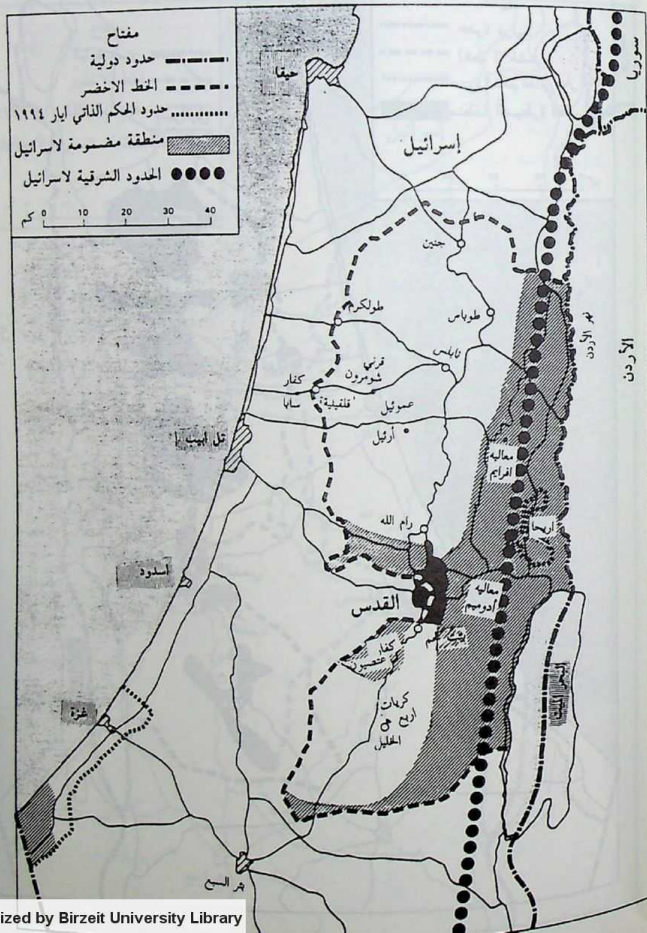 مفتاح
حدود دولية
الخط الاخضر
حدود الحكم الذاتي ايار ١٩٩٤
منطقة مضمومة لاسرائيل
الحدود الشرقية لاسرائيل
كم 0 10 20 30 40
سوريا
حيفا
إسرائيل
جنين
طولكرم
طوباس
نهر الأردن
الأردن
نابلس
قرني
شومرون
كفار
سابا
قلقيلية
عموئيل
أرئيل
تل ابيب
معاليه
افرايم
رام الله
اريحا
أسدود
القدس
معاليه
أدوميم
كفار
عتصيون
كريات
اربع
الخليل
غزة
بئر السبع
ized by Birzeit University Library